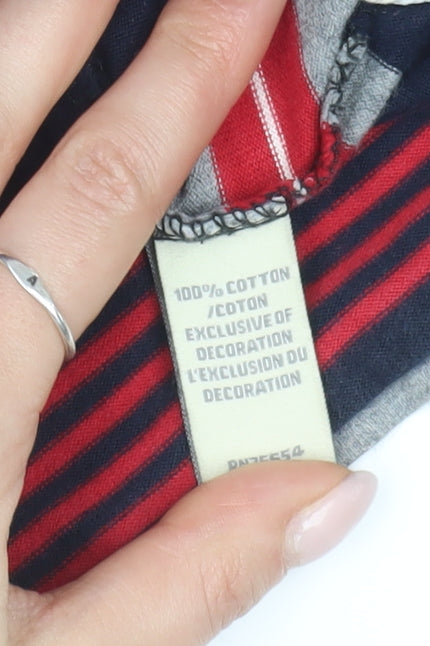 100% COTTON
/COTON
EXCLUSIVE OF
DECORATION
L'EXCLUSION DU
DECORATION